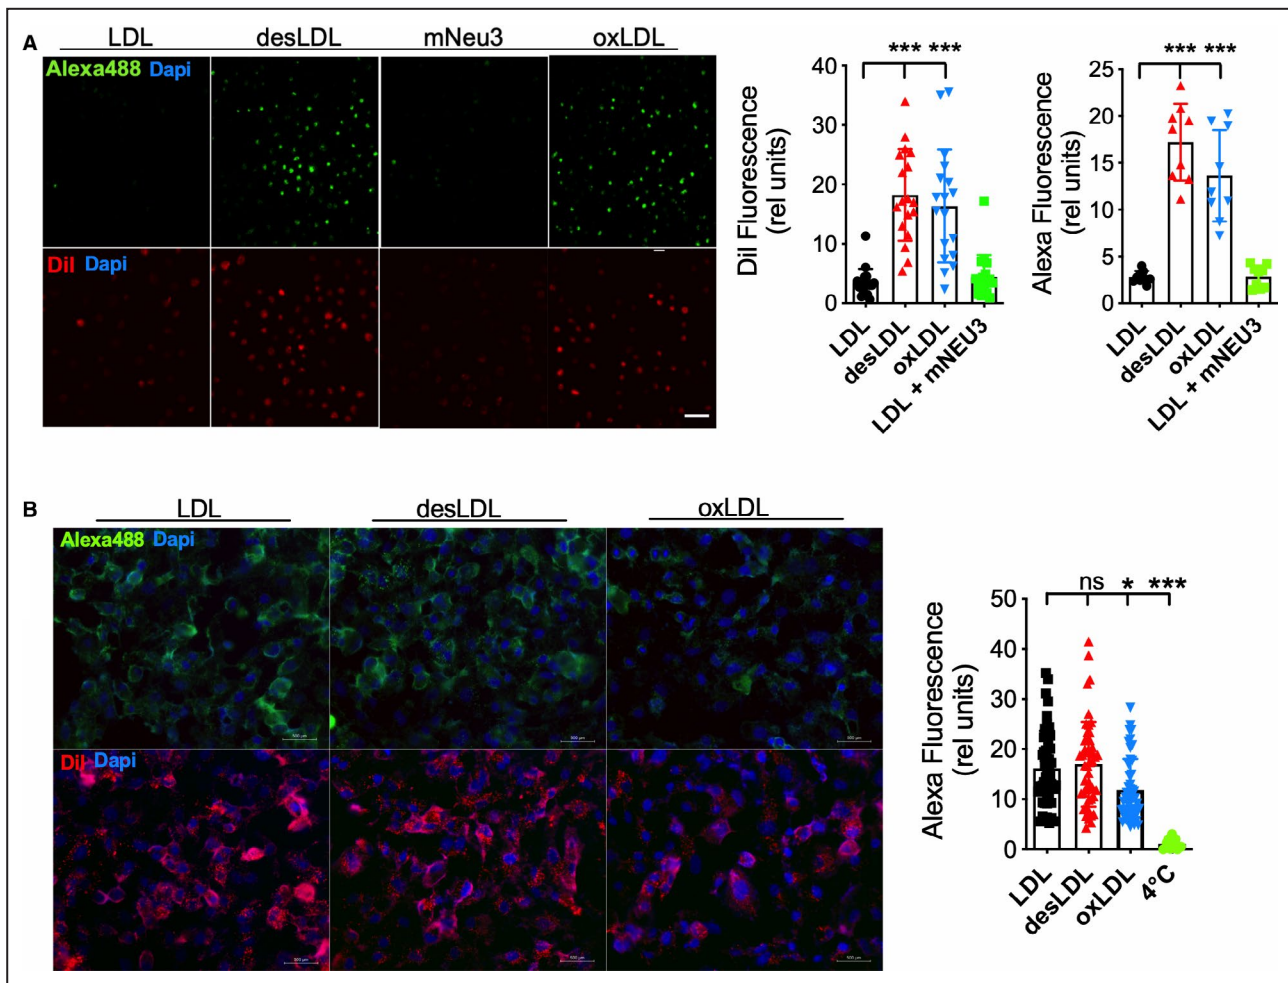 A
LDL desLDL mNeu3 oxLDL
Alexa488 Dapi
DiI Dapi
*** ***
DiI Fluorescence
(rel units)
40
30
20
10
0
LDL
desLDL
oxLDL
LDL + mNEU3
*** ***
Alexa Fluorescence
(rel units)
25
20
15
10
5
0
LDL
desLDL
oxLDL
LDL + mNEU3
B
LDL desLDL oxLDL
Alexa488 Dapi
DiI Dapi
ns * ***
Alexa Fluorescence
(rel units)
50
40
30
20
10
0
LDL
desLDL
oxLDL
4°C